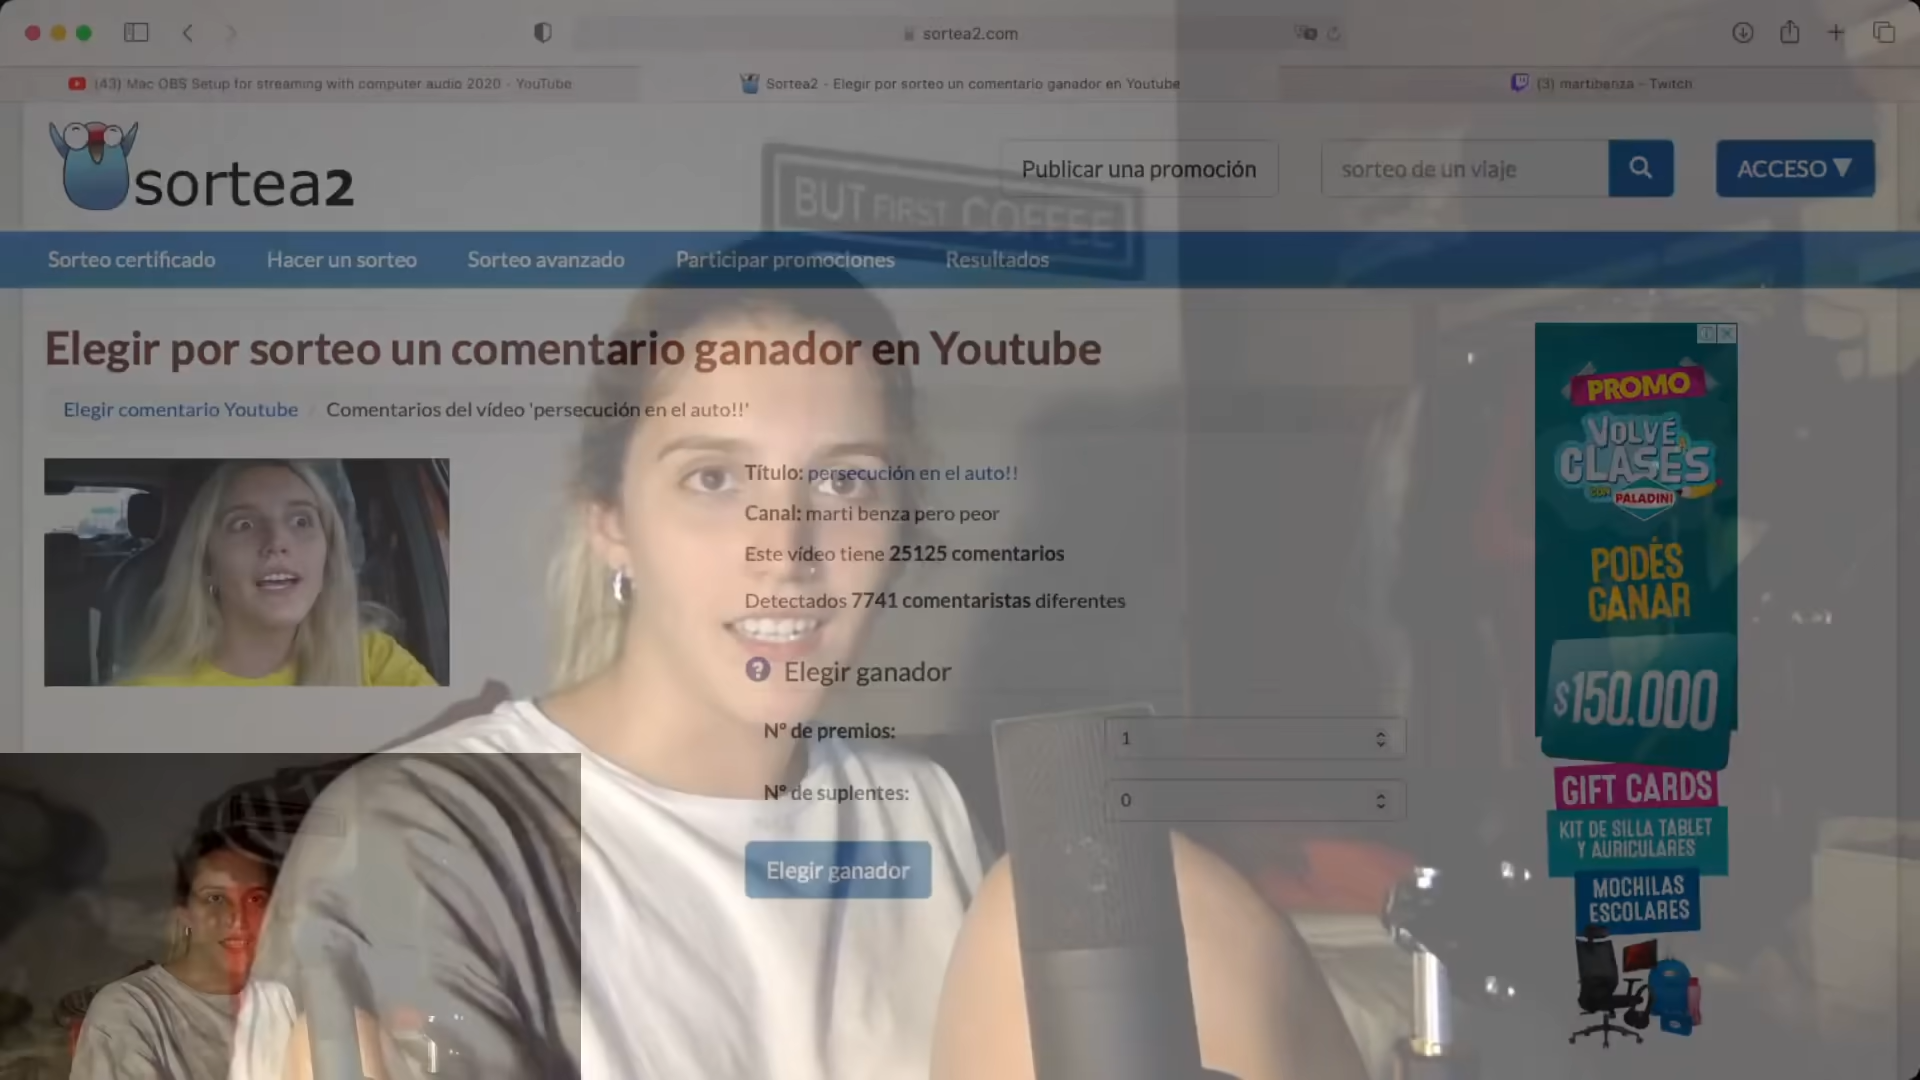 sortea2.com
(43) Mac OBS Setup for streaming with computer audio 2020 - YouTube
Sortea2 - Elegir por sorteo un comentario ganador en Youtube
(3) martibenza - Twitch
sortea2
Publicar una promoción
sorteo de un viaje
ACCESO ▼
BUT FIRST COFFEE
Sorteo certificado
Hacer un sorteo
Sorteo avanzado
Participar promociones
Resultados
Elegir por sorteo un comentario ganador en Youtube
Elegir comentario Youtube / Comentarios del vídeo 'persecución en el auto!!'
Título: persecución en el auto!!
Canal: marti benza pero peor
Este vídeo tiene 25125 comentarios
Detectados 7741 comentaristas diferentes
? Elegir ganador
Nº de premios:
1
Nº de suplentes:
0
Elegir ganador
PROMO
VOLVÉ A
CLASES
CON PALADINI
PODÉS
GANAR
$150.000
GIFT CARDS
KIT DE SILLA TABLET
Y AURICULARES
MOCHILAS
ESCOLARES